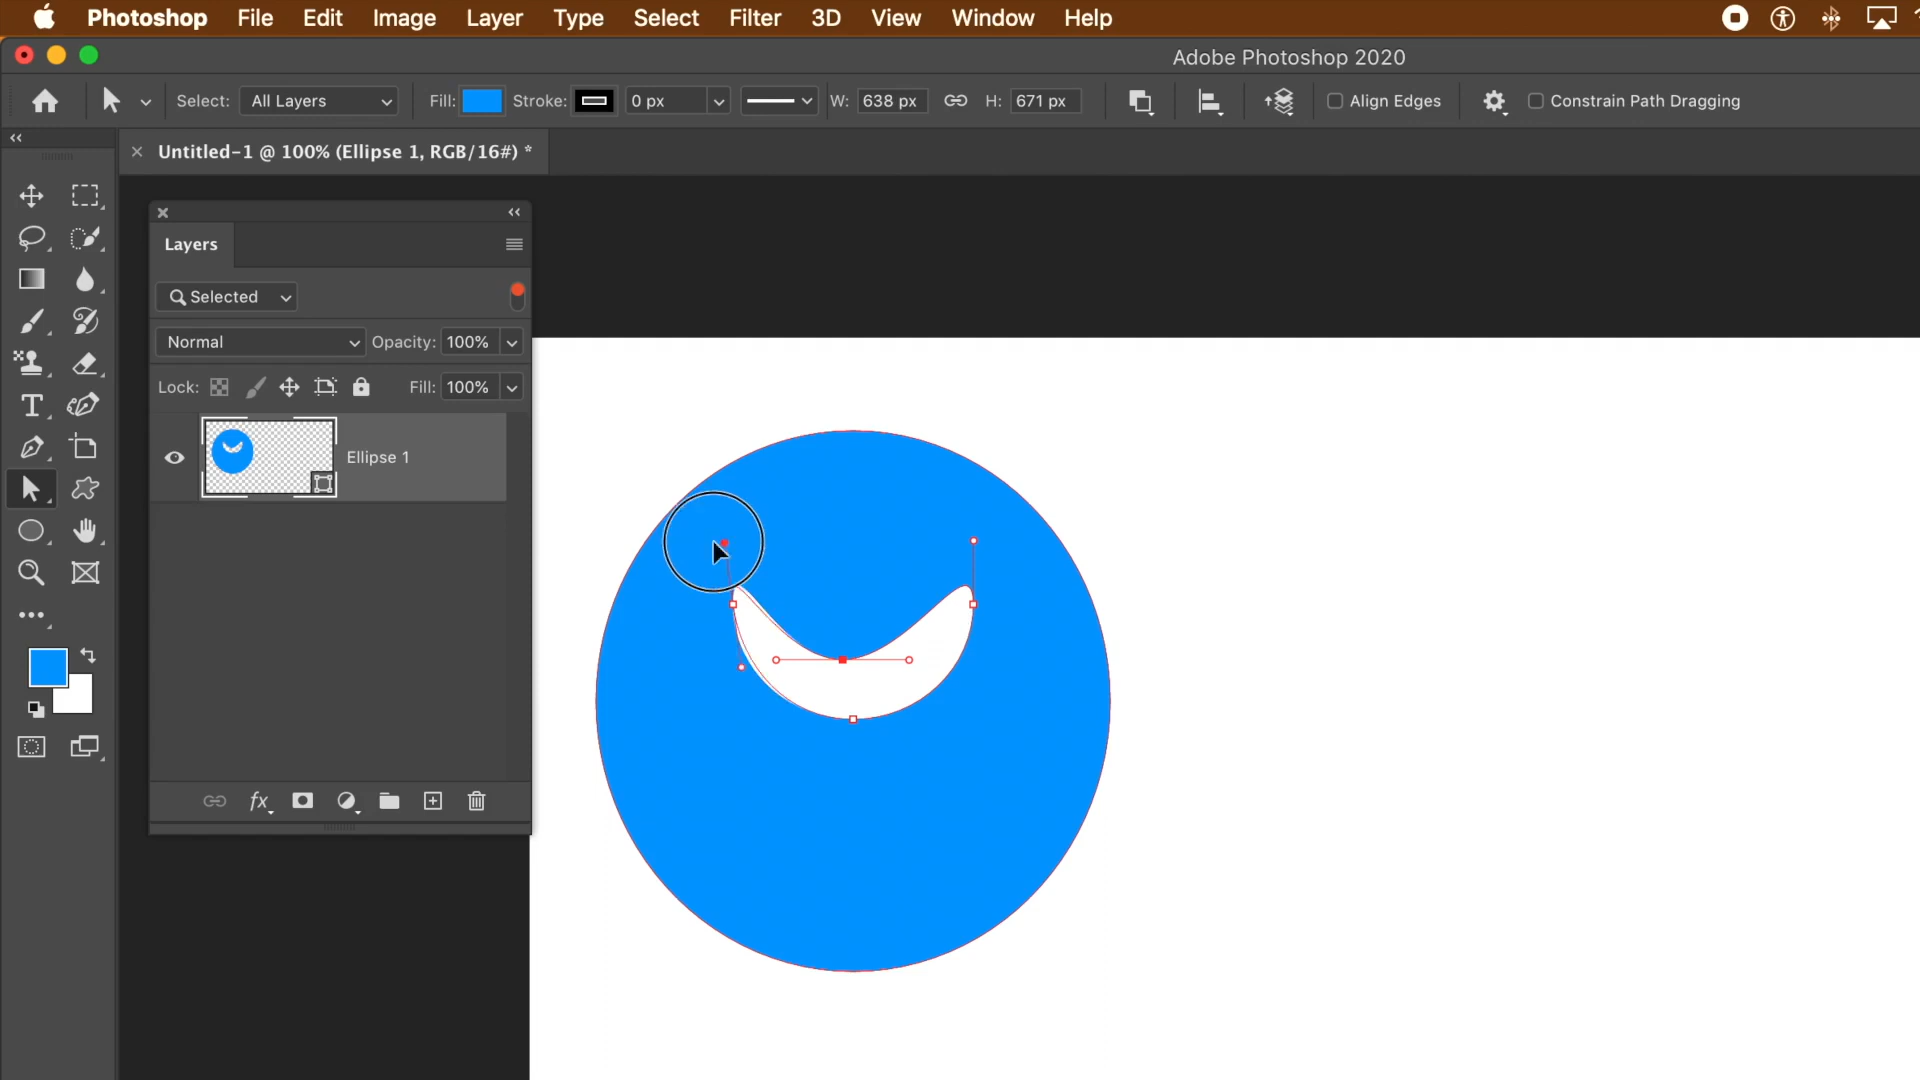 Photoshop File Edit Image Layer Type Select Filter 3D View Window Help
Adobe Photoshop 2020
Select: All Layers Fill: Stroke: 0 px W: 638 px H: 671 px Align Edges Constrain Path Dragging
Untitled-1 @ 100% (Ellipse 1, RGB/16#) *
Layers
Selected
Normal Opacity: 100%
Lock: Fill: 100%
Ellipse 1
fx